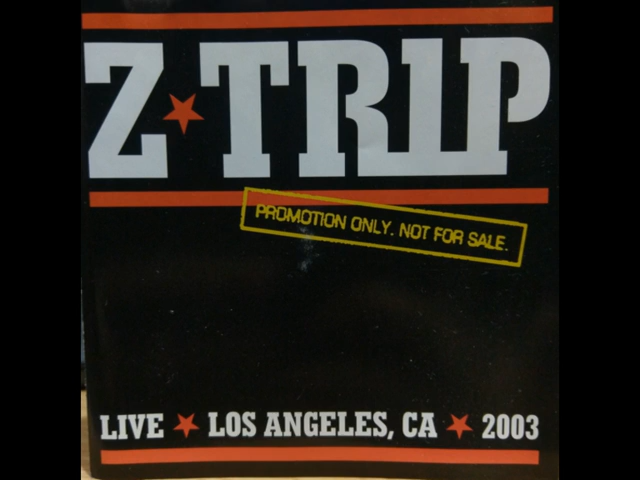 Z★TRIP
PROMOTION ONLY. NOT FOR SALE.
LIVE ★ LOS ANGELES, CA ★ 2003